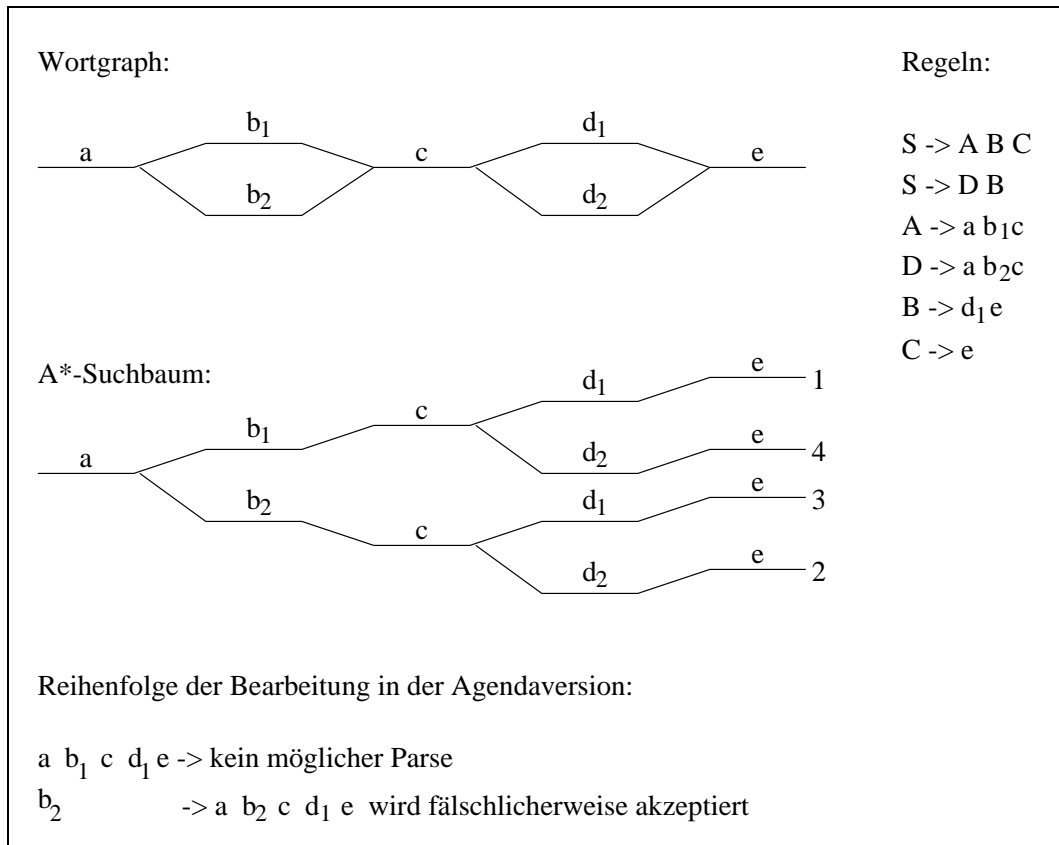 Wortgraph:
Regeln:
b1 d1
a c e
b2 d2
S -> A B C
S -> D B
A -> a b1c
D -> a b2c
B -> d1e
C -> e
A*-Suchbaum:
e 1
d1
c
b1 d2 e 4
a
b2 d1 e 3
c
d2 e 2
Reihenfolge der Bearbeitung in der Agendaversion:
a b1 c d1 e -> kein möglicher Parse
b2 -> a b2 c d1 e wird fälschlicherweise akzeptiert